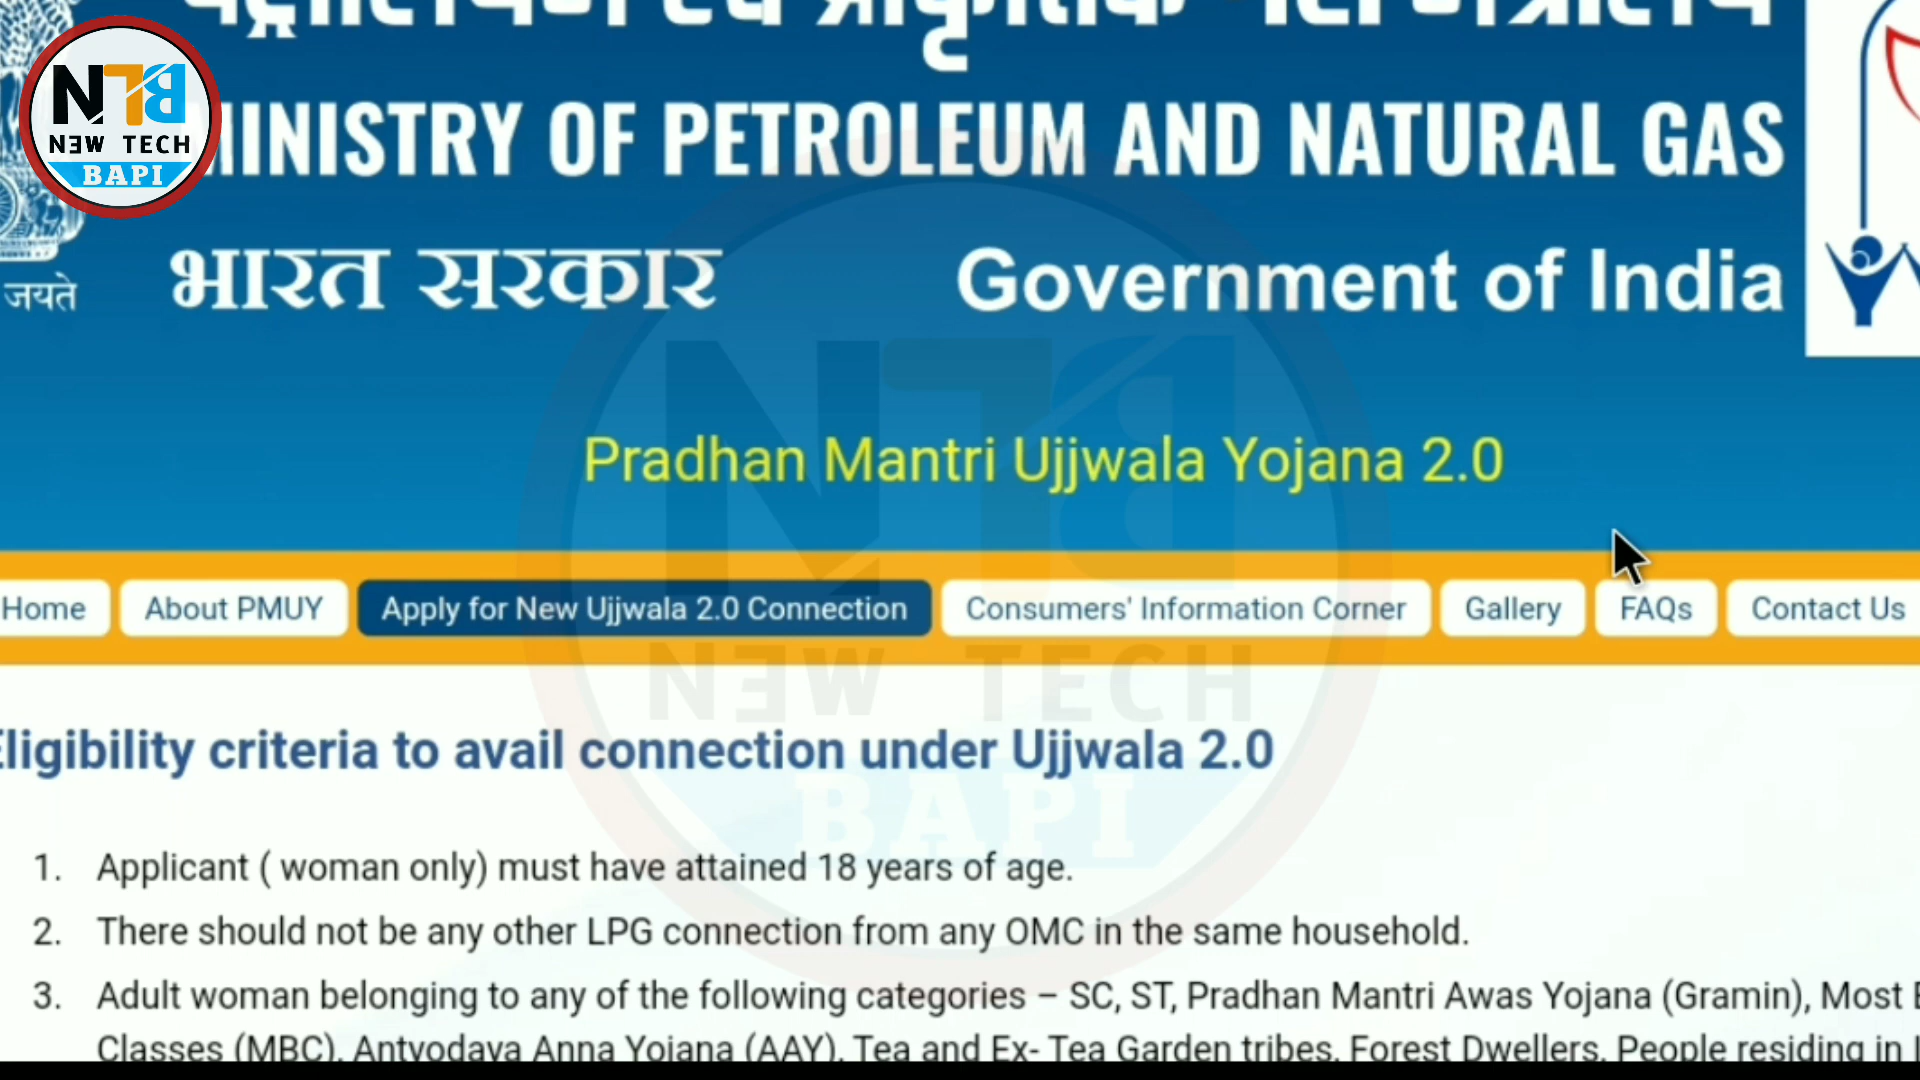 MINISTRY OF PETROLEUM AND NATURAL GAS
NTB
NEW TECH
BAPI
जयते
भारत सरकार Government of India
Pradhan Mantri Ujjwala Yojana 2.0
Home About PMUY Apply for New Ujjwala 2.0 Connection Consumers' Information Corner Gallery FAQs Contact Us
NEW TECH
BAPI
Eligibility criteria to avail connection under Ujjwala 2.0
1. Applicant ( woman only) must have attained 18 years of age.
2. There should not be any other LPG connection from any OMC in the same household.
3. Adult woman belonging to any of the following categories – SC, ST, Pradhan Mantri Awas Yojana (Gramin), Most
Classes (MBC), Antyodaya Anna Yojana (AAY), Tea and Ex- Tea Garden tribes, Forest Dwellers, People residing in